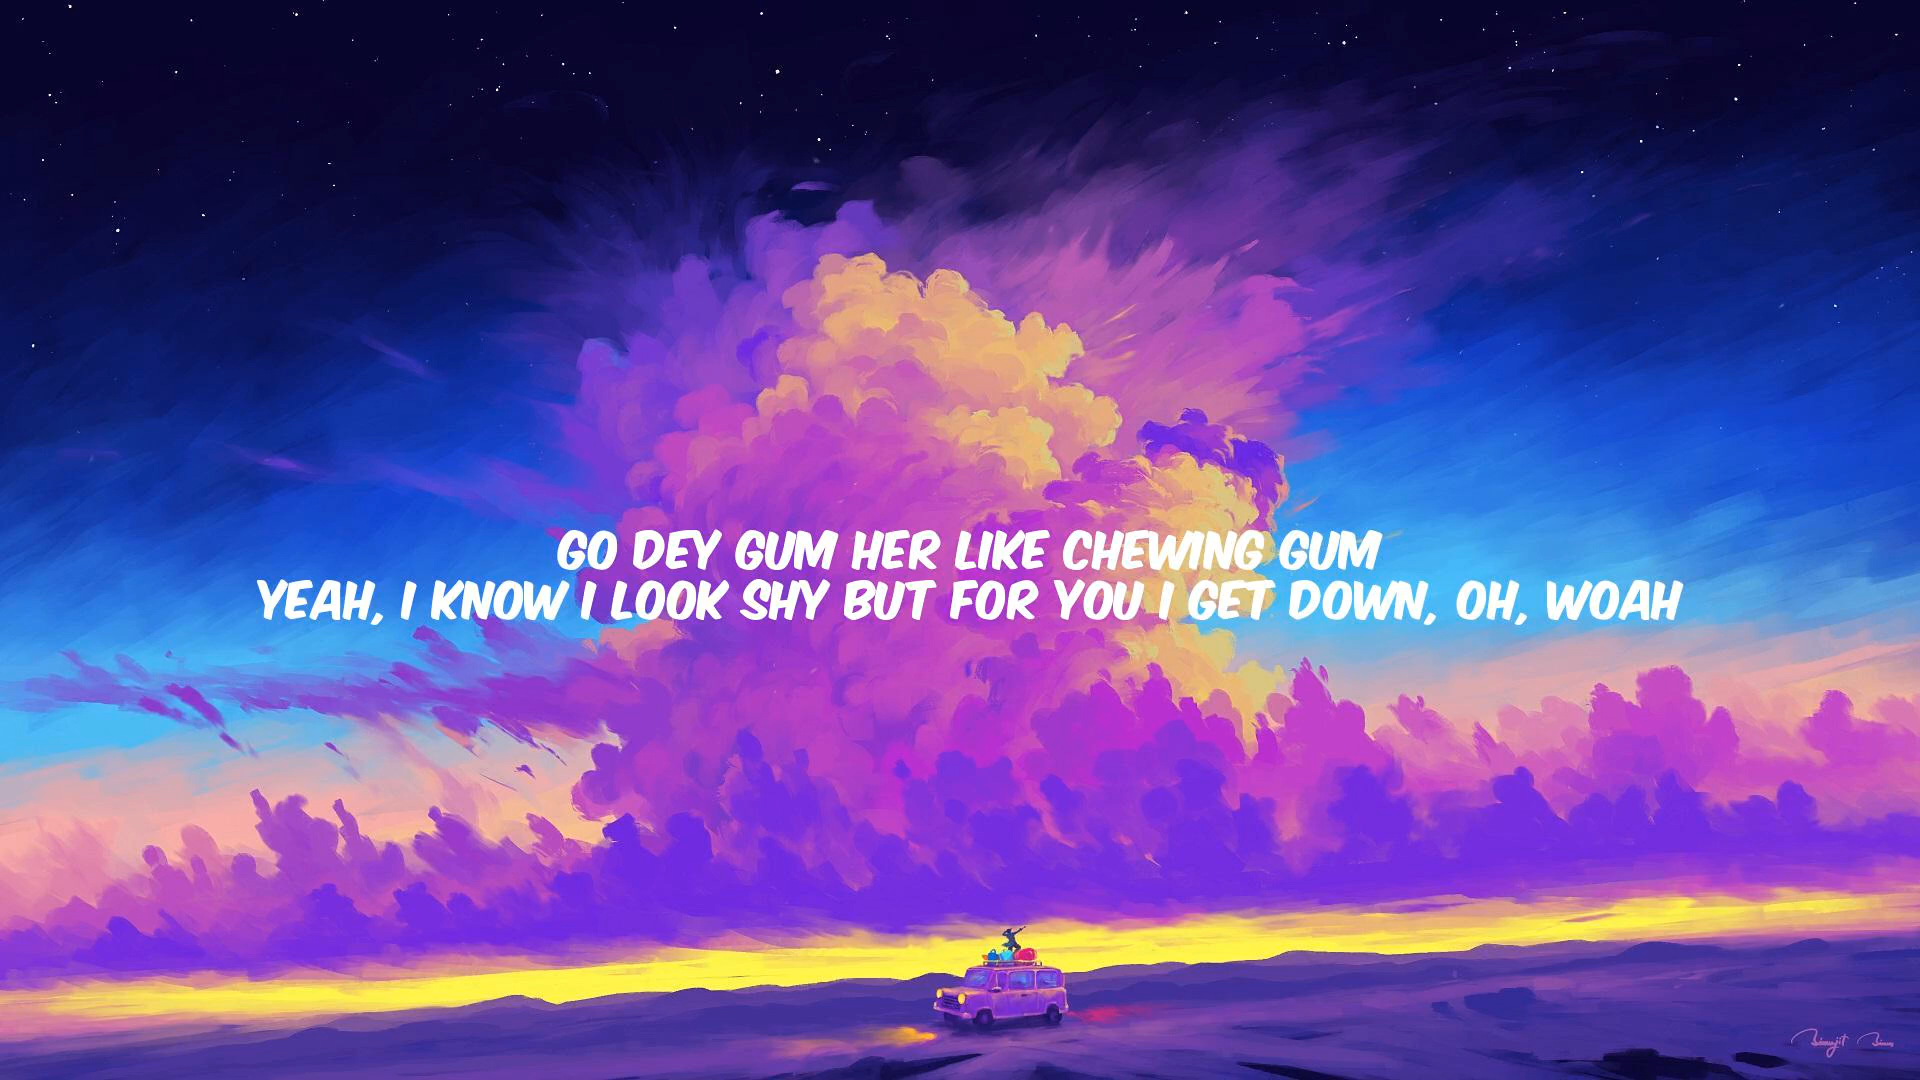 GO DEY GUM HER LIKE CHEWING GUM
YEAH, I KNOW I LOOK SHY BUT FOR YOU I GET DOWN, OH, WOAH